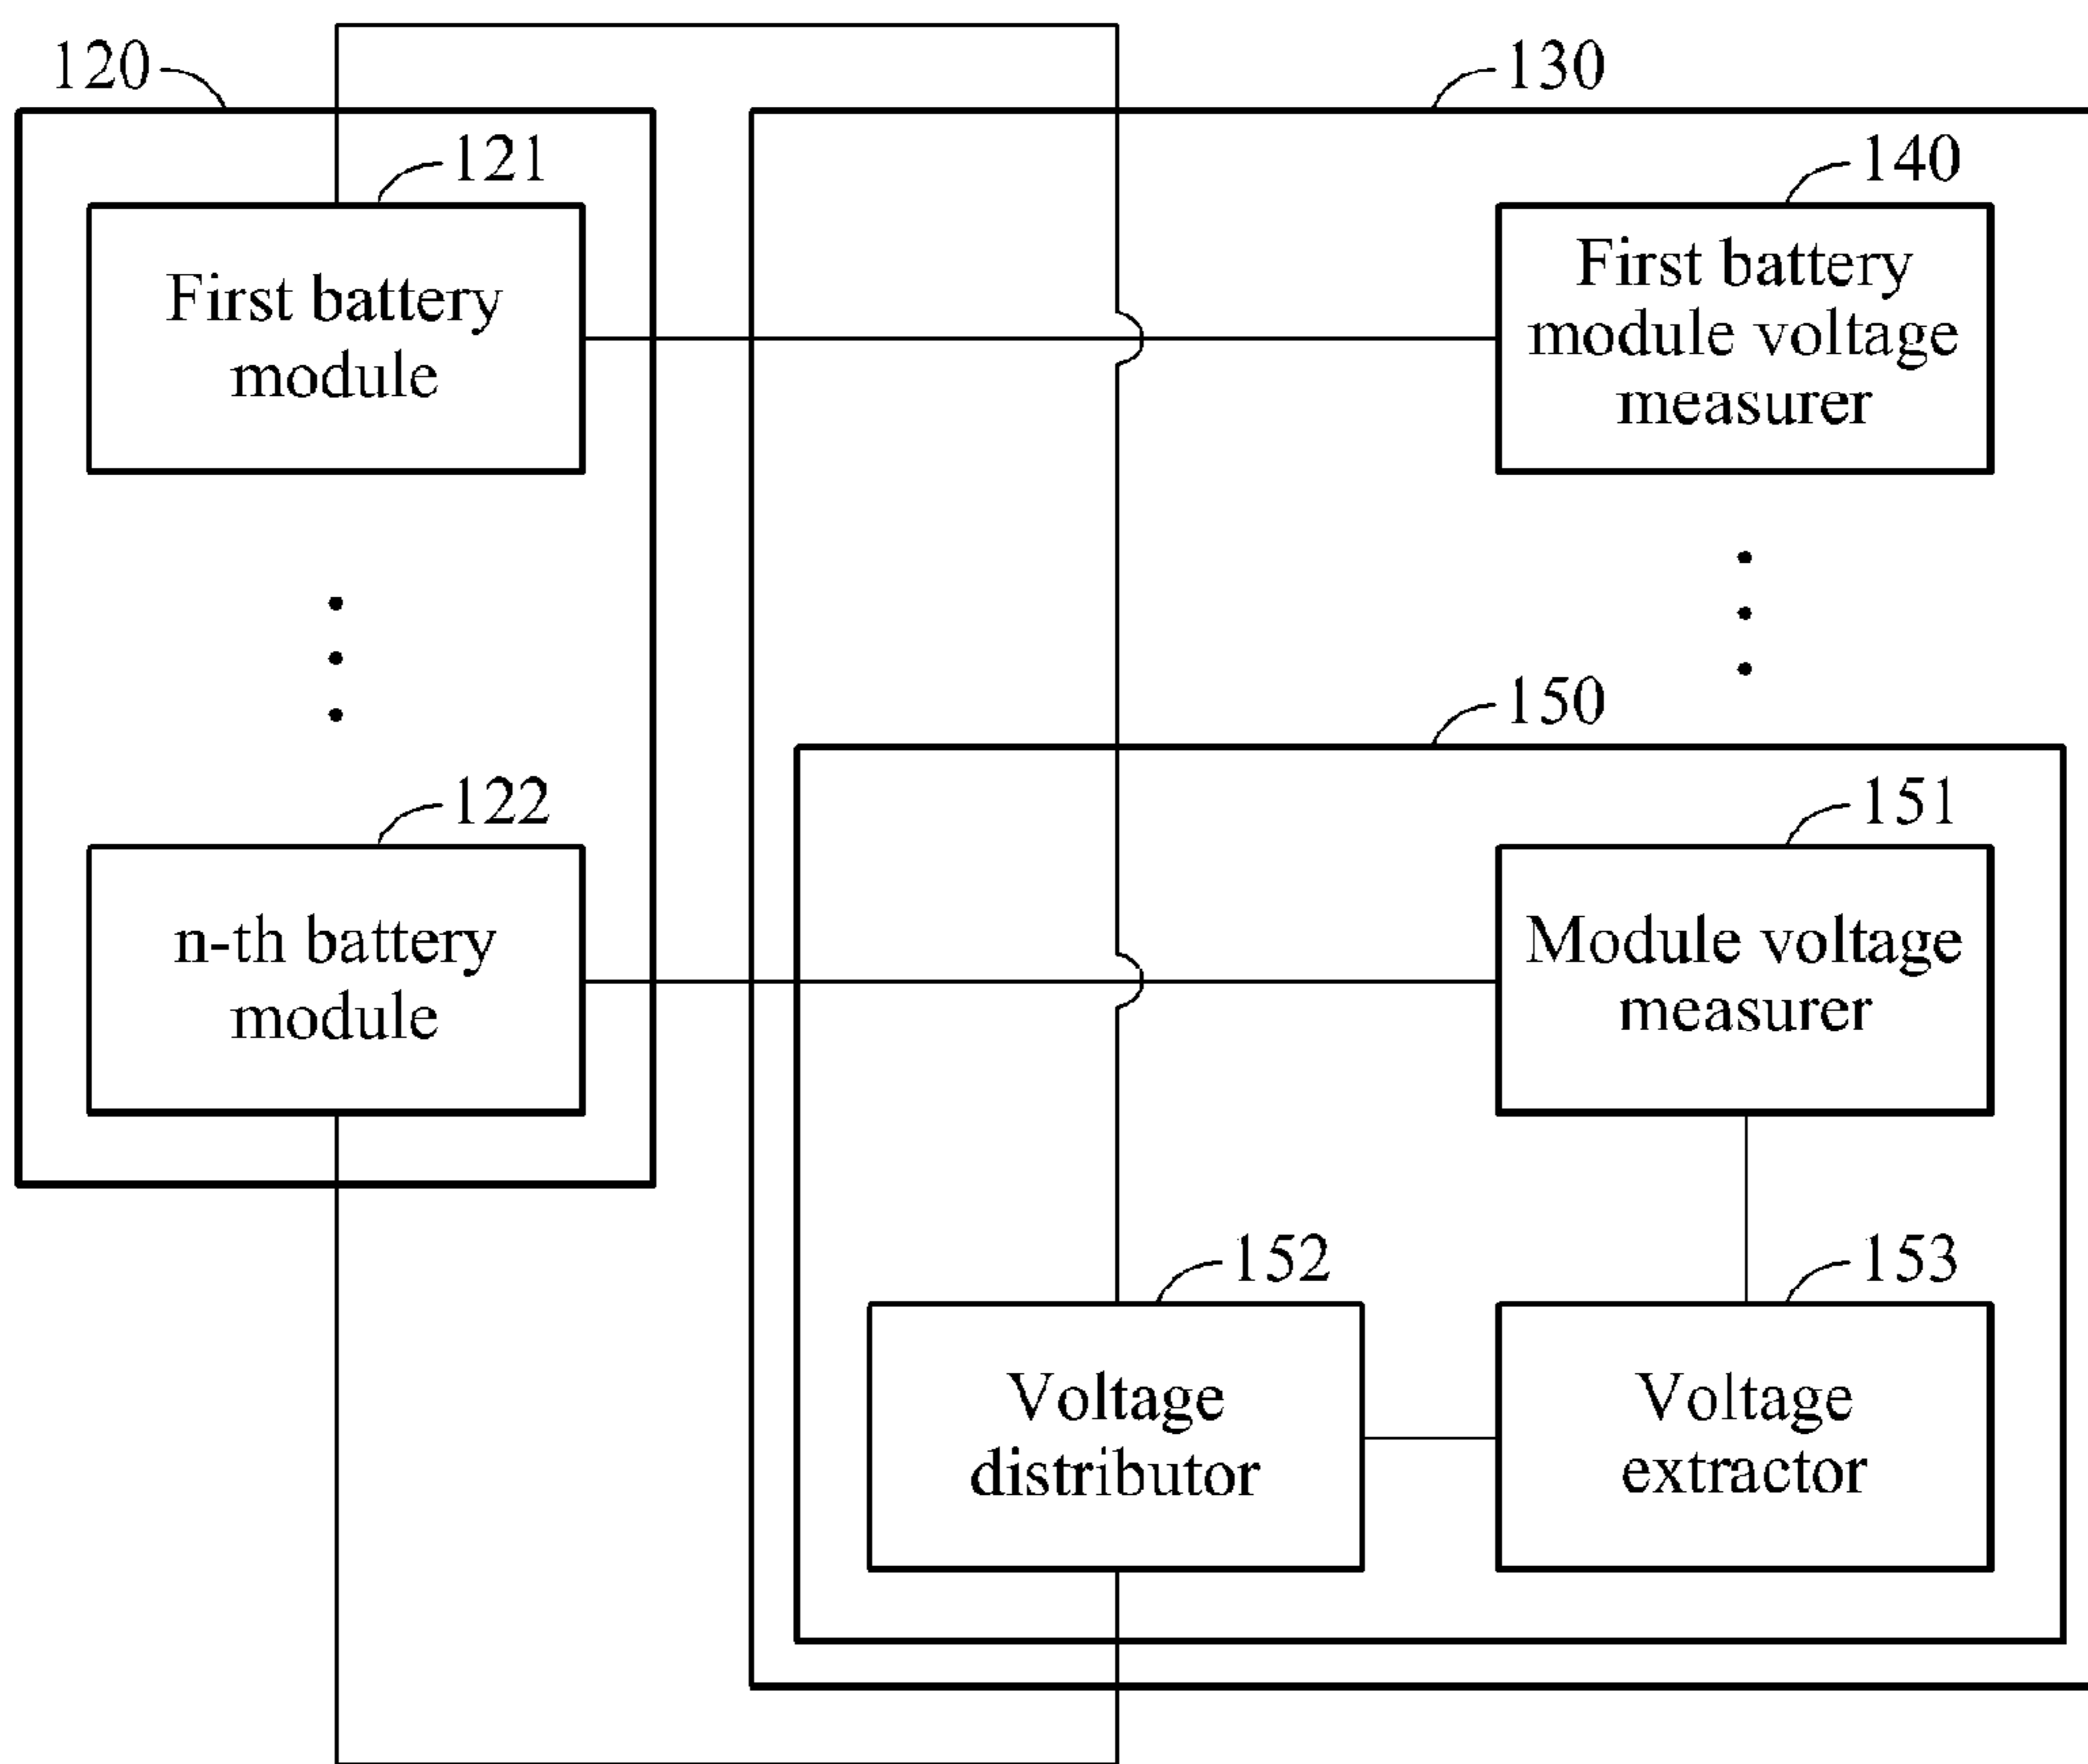 120
130
121
140
First battery
module
First battery
module voltage
measurer
150
122
151
n-th battery
module
Module voltage
measurer
152
153
Voltage
distributor
Voltage
extractor